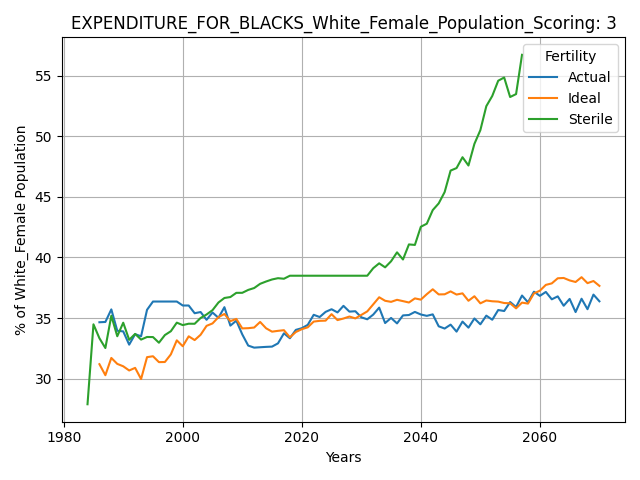 EXPENDITURE_FOR_BLACKS_White_Female_Population_Scoring: 3
% of White_Female Population
55
50
45
40
35
30
Fertility
Actual
Ideal
Sterile
1980
2000
2020
2040
2060
Years